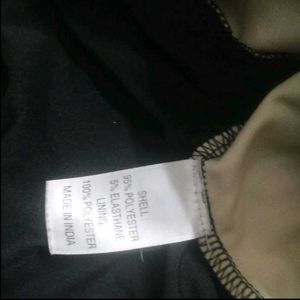 SHELL
95% POLYESTER
5% ELASTHANE
LINING
100% POLYESTER
MADE IN INDIA